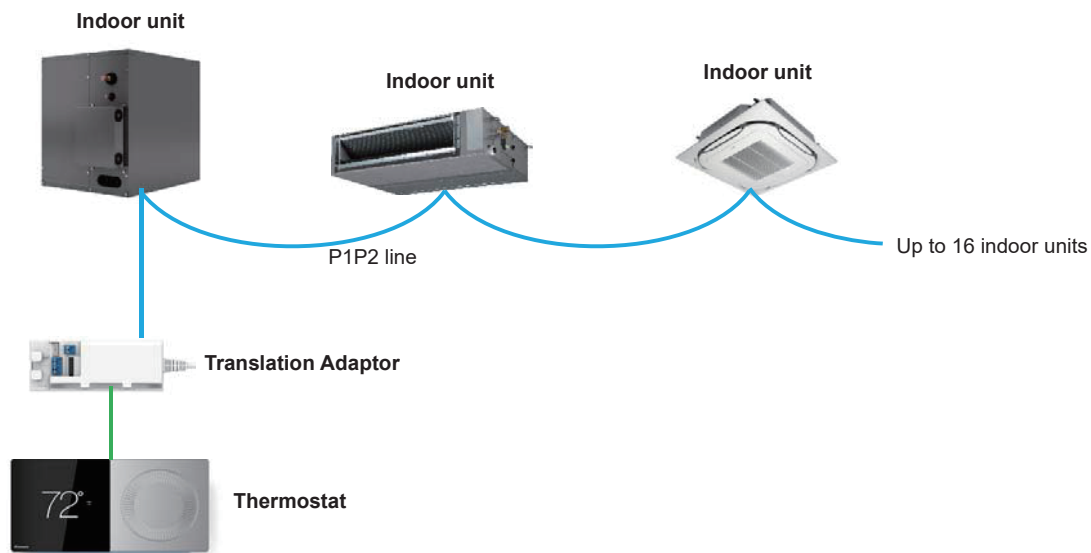 Indoor unit
Indoor unit
Indoor unit
P1P2 line
Up to 16 indoor units
Translation Adaptor
72°
Thermostat